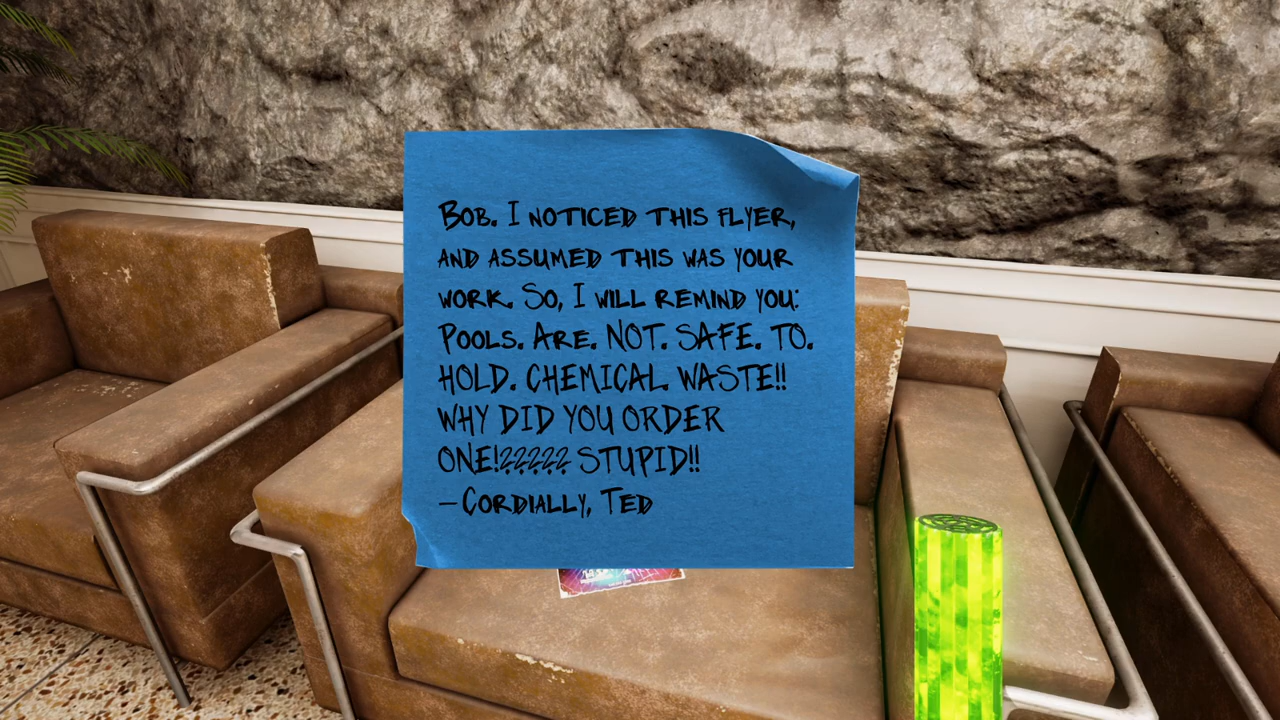 Bob. I noticed this flyer,
and assumed this was your
work. So, I will remind you:
Pools. Are. NOT. SAFE. TO.
HOLD. CHEMICAL WASTE!!
WHY DID YOU ORDER
ONE!????? STUPID!!
–Cordially, Ted